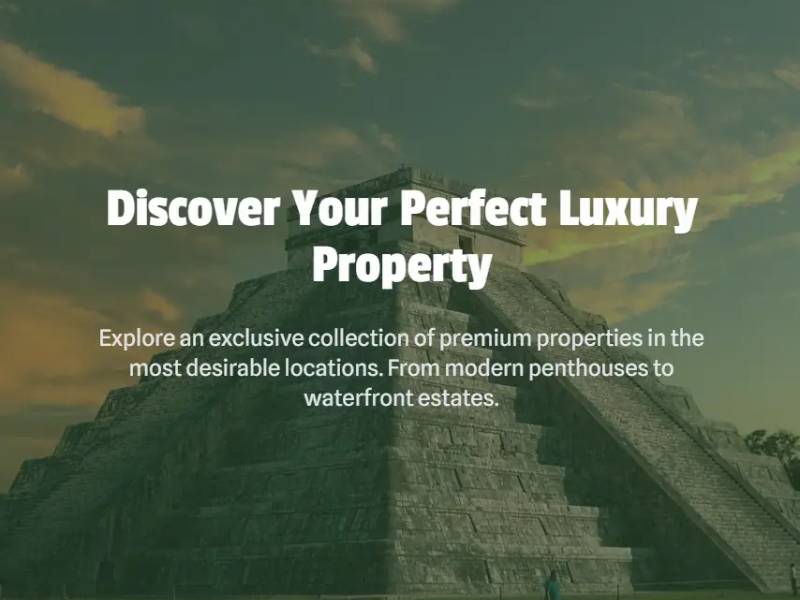 Discover Your Perfect Luxury
Property
Explore an exclusive collection of premium properties in the
most desirable locations. From modern penthouses to
waterfront estates.